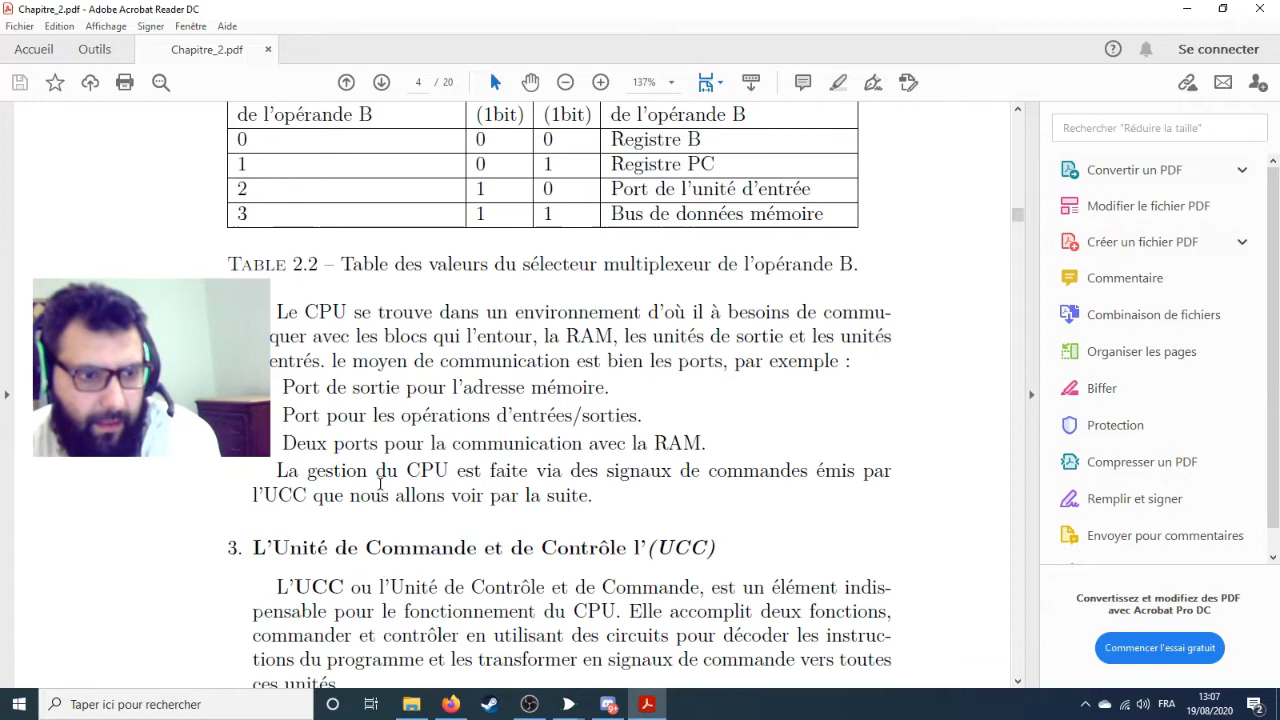 Chapitre_2.pdf - Adobe Acrobat Reader DC
Fichier Edition Affichage Signer Fenêtre Aide
Accueil Outils Chapitre_2.pdf × Se connecter
4 / 20 137%
de l'opérande B (1bit) (1bit) de l'opérande B
0 0 0 Registre B
1 0 1 Registre PC
2 1 0 Port de l'unité d'entrée
3 1 1 Bus de données mémoire
TABLE 2.2 – Table des valeurs du sélecteur multiplexeur de l'opérande B.
Le CPU se trouve dans un environnement d'où il à besoins de commu-
quer avec les blocs qui l'entour, la RAM, les unités de sortie et les unités
entrés. le moyen de communication est bien les ports, par exemple :
Port de sortie pour l'adresse mémoire.
Port pour les opérations d'entrées/sorties.
Deux ports pour la communication avec la RAM.
La gestion du CPU est faite via des signaux de commandes émis par
l'UCC que nous allons voir par la suite.
3. L'Unité de Commande et de Contrôle l'(UCC)
L'UCC ou l'Unité de Contrôle et de Commande, est un élément indis-
pensable pour le fonctionnement du CPU. Elle accomplit deux fonctions,
commander et contrôler en utilisant des circuits pour décoder les instruc-
tions du programme et les transformer en signaux de commande vers toutes
ces unités.
Rechercher "Réduire la taille"
Convertir un PDF
Modifier le fichier PDF
Créer un fichier PDF
Commentaire
Combinaison de fichiers
Organiser les pages
Biffer
Protection
Compresser un PDF
Remplir et signer
Envoyer pour commentaires
Convertissez et modifiez des PDF
avec Acrobat Pro DC
Commencer l'essai gratuit
Taper ici pour rechercher
FRA
13:07
19/08/2020
2